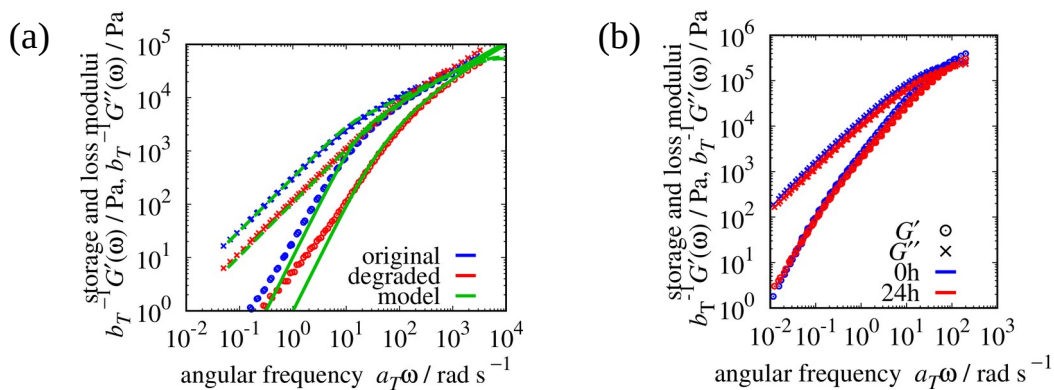 (a)
storage and loss modului
b_T^-1G'(ω) / Pa, b_T^-1G''(ω) / Pa
10^5
10^4
10^3
10^2
10^1
10^0
original
degraded
model
10^-2 10^-1 10^0 10^1 10^2 10^3 10^4
angular frequency a_Tω / rad s^-1
(b)
storage and loss modului
b_T^-1G'(ω) / Pa, b_T^-1G''(ω) / Pa
10^6
10^5
10^4
10^3
10^2
10^1
10^0
G'
G''
0h
24h
10^-2 10^-1 10^0 10^1 10^2 10^3
angular frequency a_Tω / rad s^-1